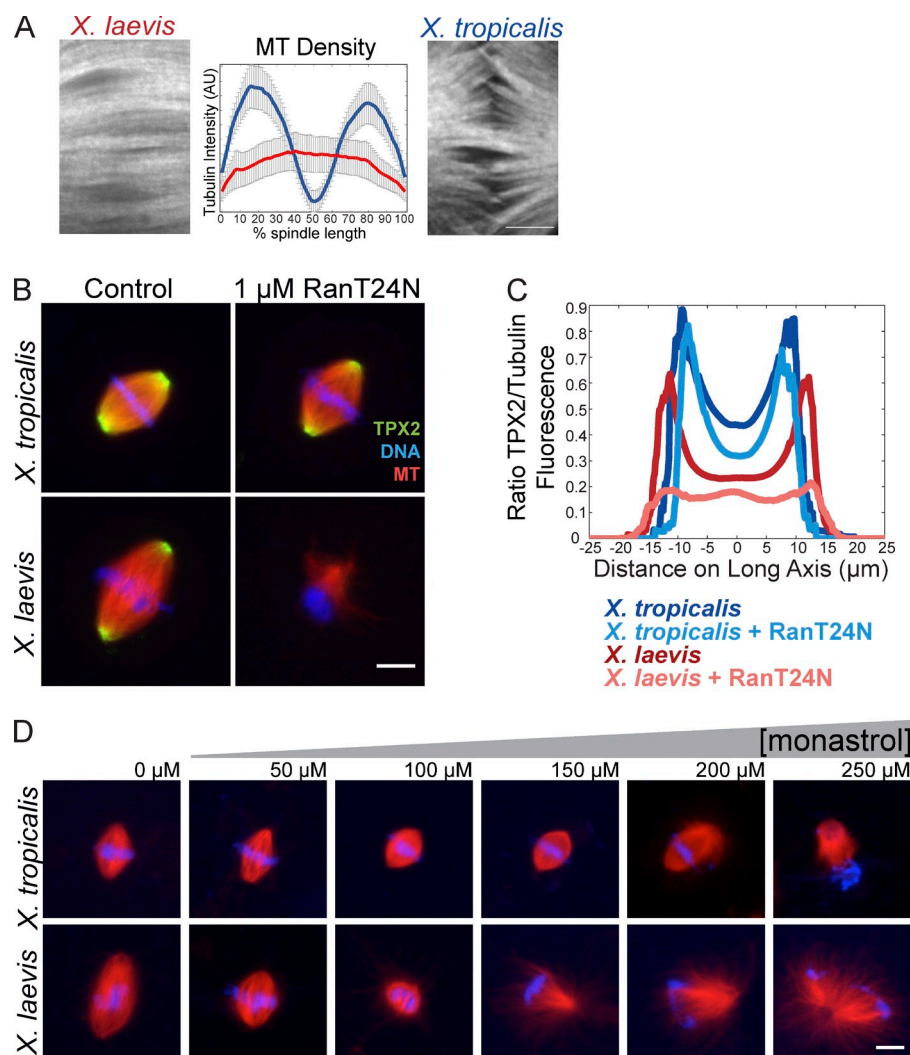 A
X. laevis
MT Density
X. tropicalis
Tubulin Intensity (AU)
0 10 20 30 40 50 60 70 80 90 100
% spindle length
B
Control
1 μM RanT24N
X. tropicalis
TPX2
DNA
MT
X. laevis
C
Ratio TPX2/Tubulin
Fluorescence
0.9
0.8
0.7
0.6
0.5
0.4
0.3
0.2
0.1
0
-25 -20 -15 -10 -5 0 5 10 15 20 25
Distance on Long Axis (μm)
X. tropicalis
X. tropicalis + RanT24N
X. laevis
X. laevis + RanT24N
D
[monastrol]
0 μM 50 μM 100 μM 150 μM 200 μM 250 μM
X. tropicalis
X. laevis